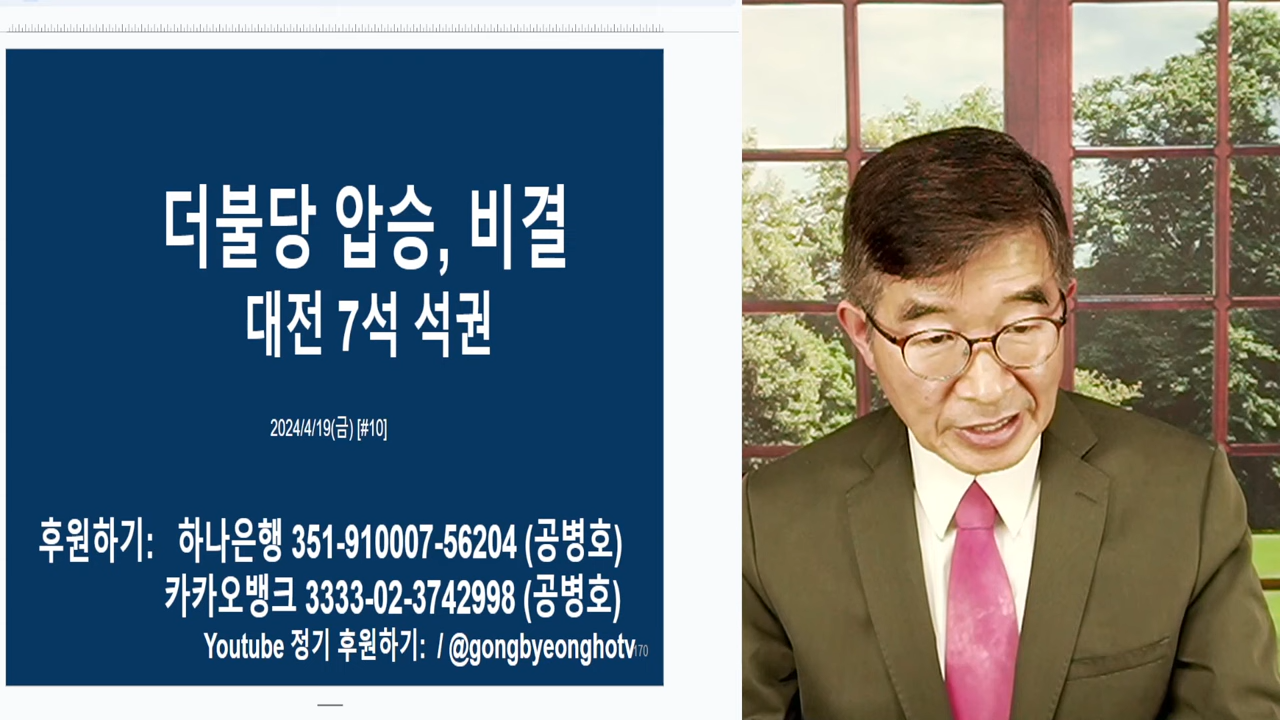 더불당 압승, 비결
대전 7석 석권
2024/4/19(금) [#10]
후원하기: 하나은행 351-910007-56204 (공병호)
카카오뱅크 3333-02-3742998 (공병호)
Youtube 정기 후원하기: / @gongbyeonghotv
170